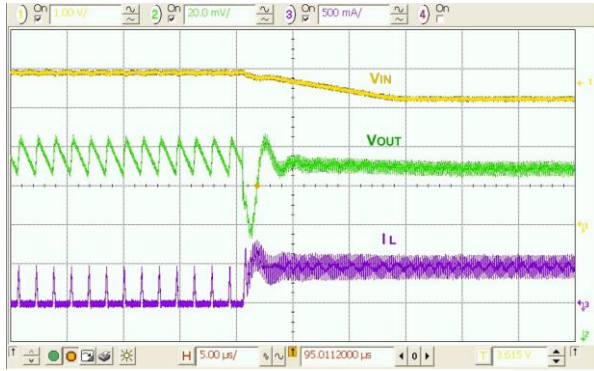 1 On 1.00 V/ 2 On 20.0 mV/ 3 On 500 mA/ 4 On
VIN
VOUT
IL
H 5.00 µs/ 95.0112000 µs 0 T 3.615 V